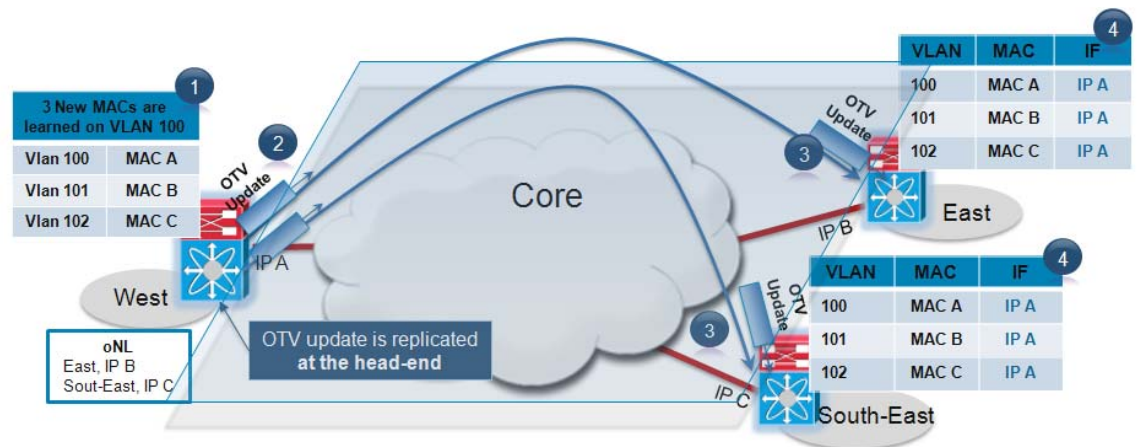 1
3 New MACs are
learned on VLAN 100
Vlan 100 MAC A
Vlan 101 MAC B
Vlan 102 MAC C
2
OTV
Update
Core
OTV
Update
3
4
VLAN MAC IF
100 MAC A IP A
101 MAC B IP A
102 MAC C IP A
East
IP B
IP A
West
OTV update is replicated
at the head-end
oNL
East, IP B
Sout-East, IP C
3
OTV
Update
IP C
South-East
4
VLAN MAC IF
100 MAC A IP A
101 MAC B IP A
102 MAC C IP A